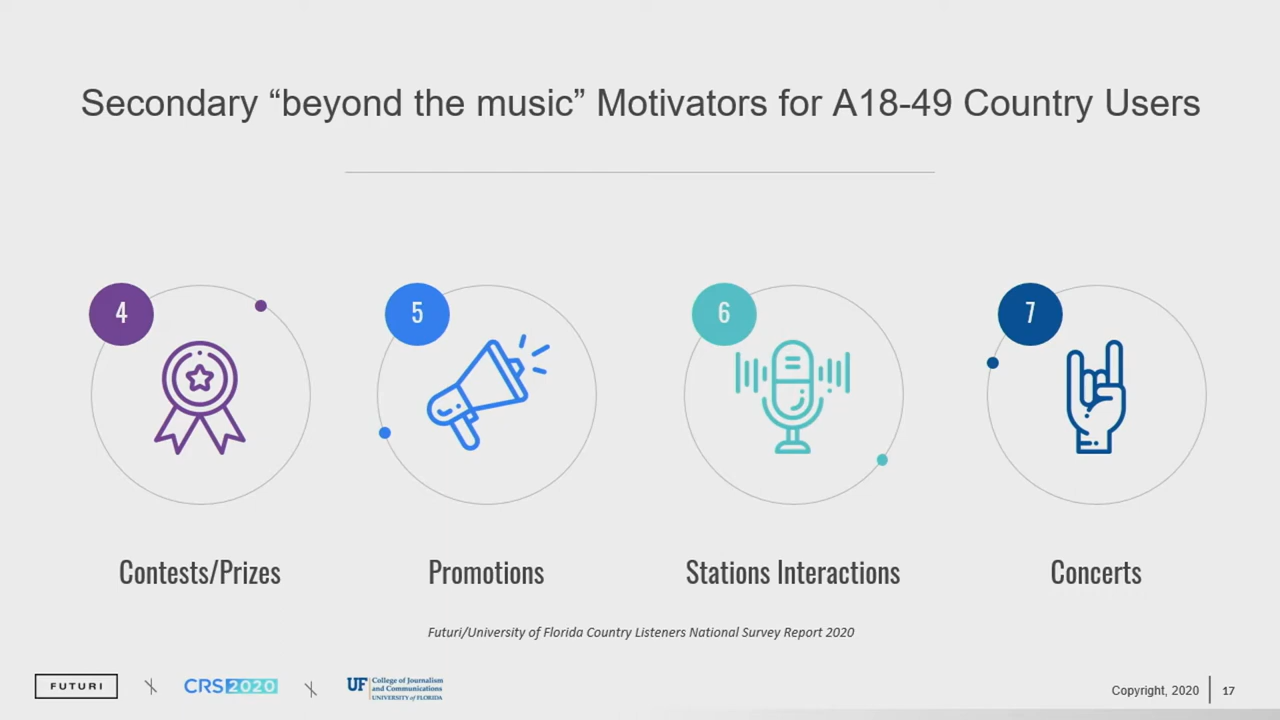 Secondary “beyond the music” Motivators for A18-49 Country Users
4
5
6
7
Contests/Prizes
Promotions
Stations Interactions
Concerts
Futuri/University of Florida Country Listeners National Survey Report 2020
FUTURI
CRS2020
UF
College of Journalism
and Communications
UNIVERSITY of FLORIDA
Copyright, 2020
17